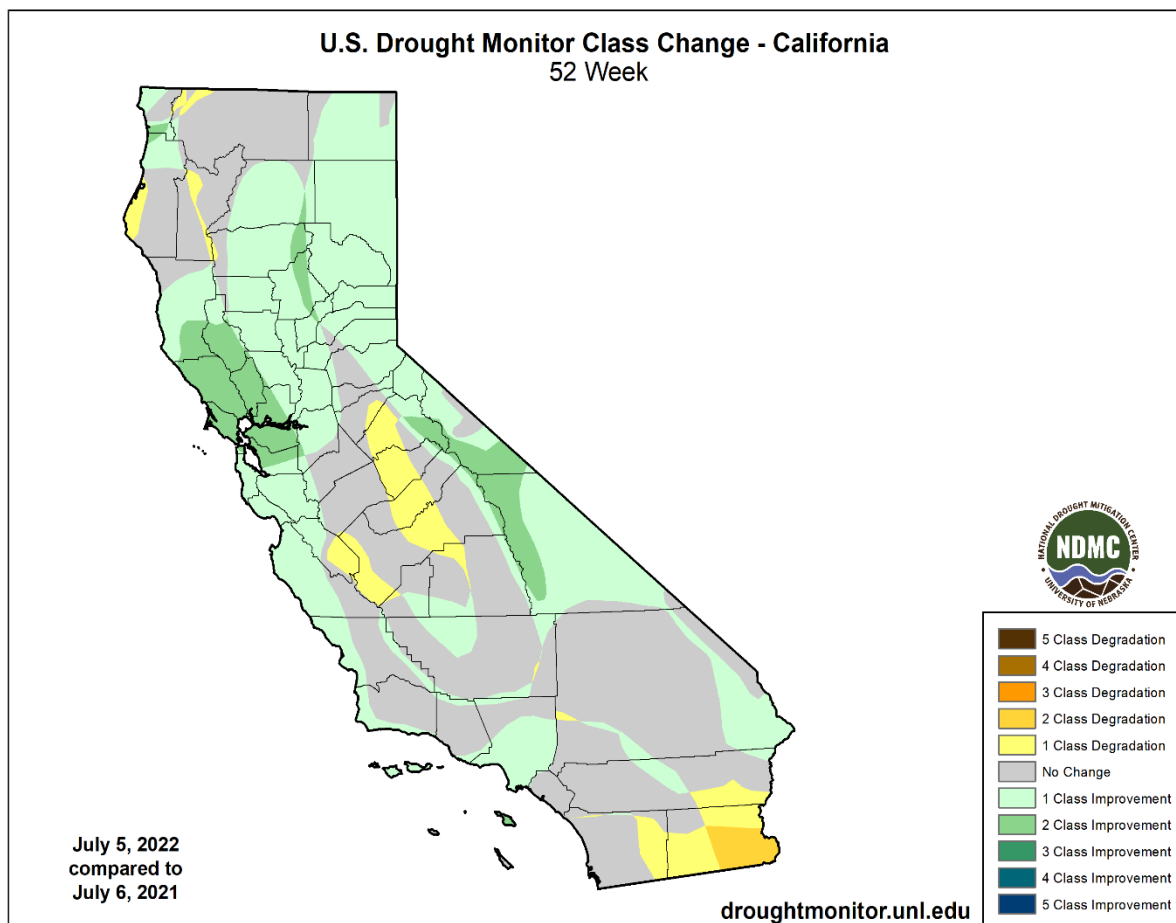 U.S. Drought Monitor Class Change - California
52 Week
NATIONAL DROUGHT MITIGATION CENTER
NDMC
UNIVERSITY OF NEBRASKA
5 Class Degradation
4 Class Degradation
3 Class Degradation
2 Class Degradation
1 Class Degradation
No Change
1 Class Improvement
2 Class Improvement
3 Class Improvement
4 Class Improvement
5 Class Improvement
July 5, 2022
compared to
July 6, 2021
droughtmonitor.unl.edu